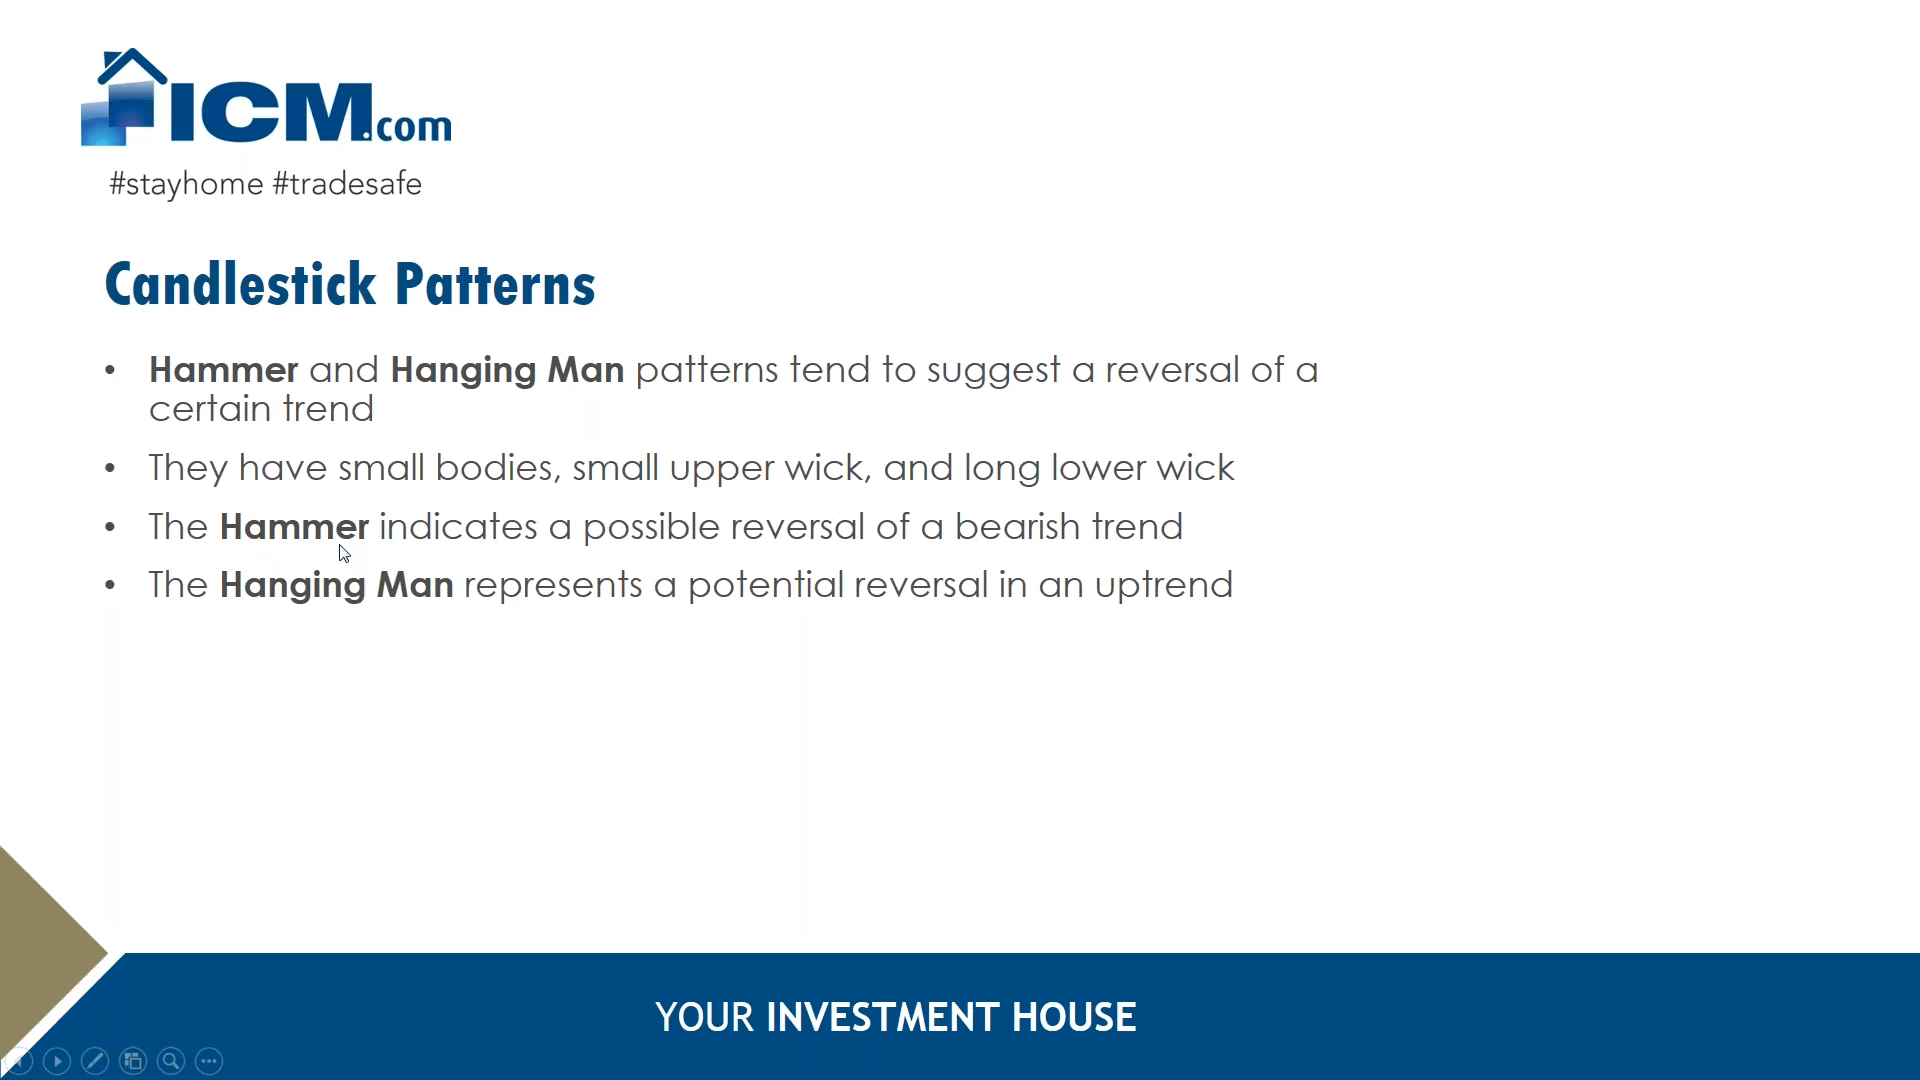 ICM.com
#stayhome #tradesafe
Candlestick Patterns
• Hammer and Hanging Man patterns tend to suggest a reversal of a
certain trend
• They have small bodies, small upper wick, and long lower wick
• The Hammer indicates a possible reversal of a bearish trend
• The Hanging Man represents a potential reversal in an uptrend
YOUR INVESTMENT HOUSE